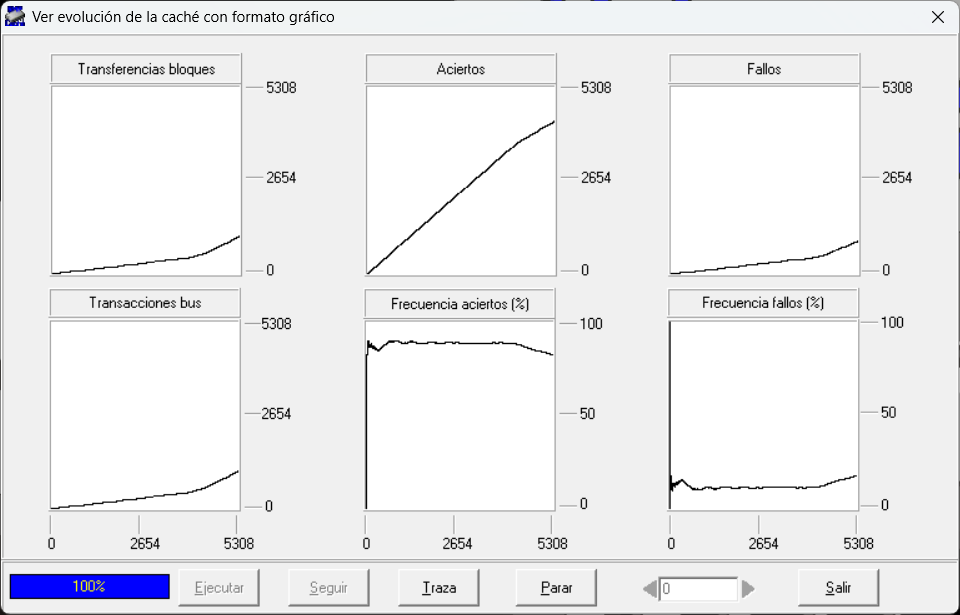 Ver evolución de la caché con formato gráfico
Transferencias bloques
5308
2654
0
Aciertos
5308
2654
0
Fallos
5308
2654
0
Transacciones bus
5308
2654
0
0 2654 5308
Frecuencia aciertos (%)
100
50
0
0 2654 5308
Frecuencia fallos (%)
100
50
0
0 2654 5308
100% Ejecutar Seguir Traza Parar 0 Salir